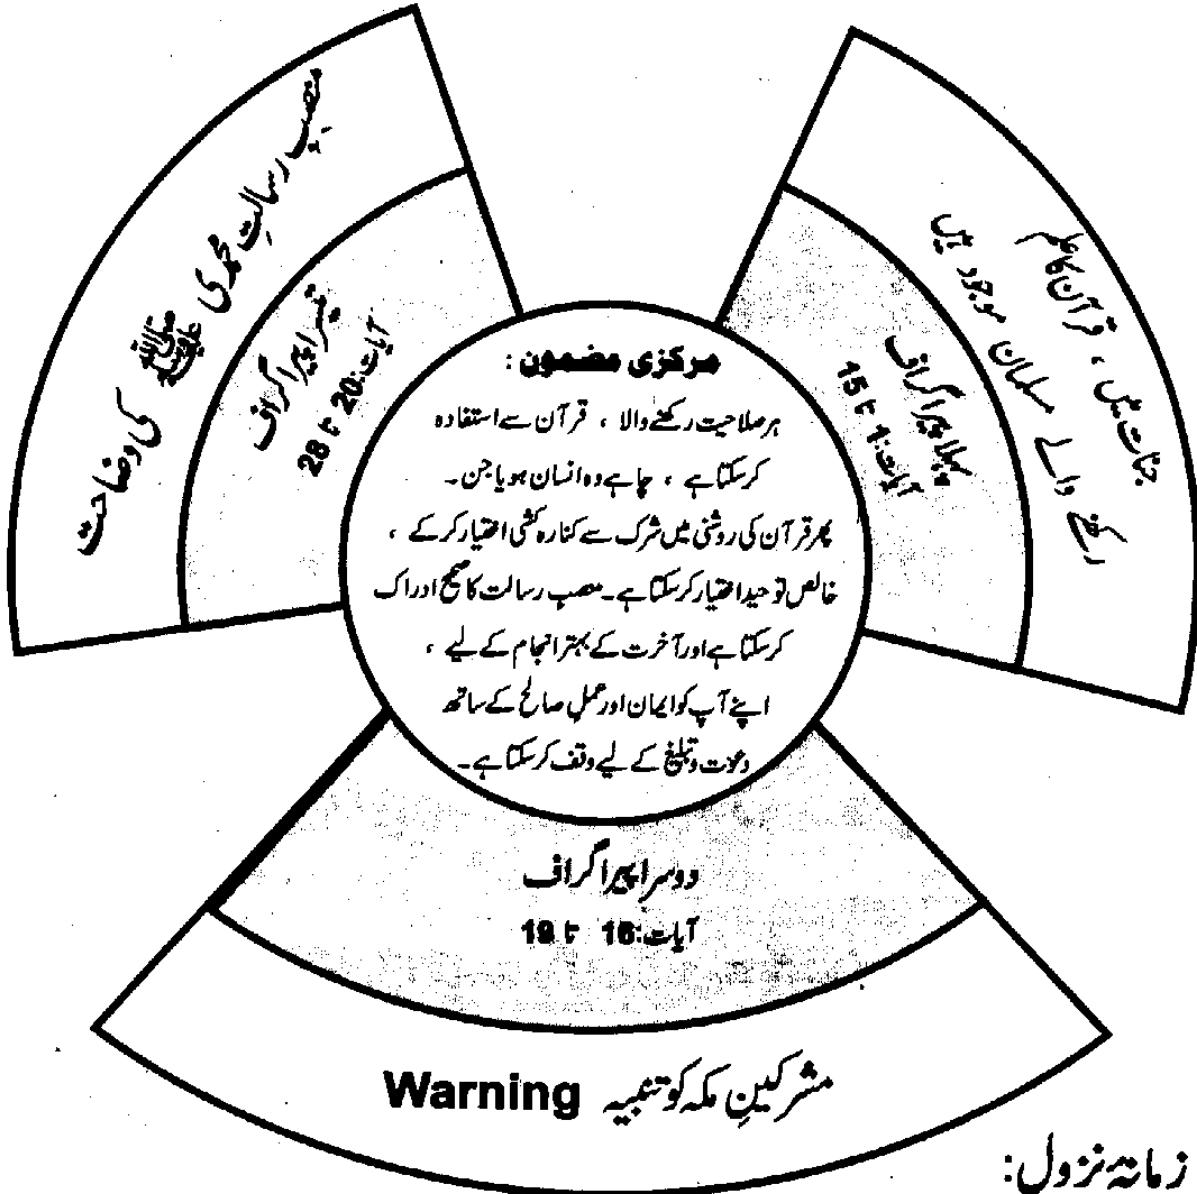 مرکزی مضمون :
ہر صلاحیت رکھنے والا ، قرآن سے استفادہ
کرسکتا ہے ، چاہے وہ انسان ہو یا جن ۔
پھر قرآن کی روشنی میں شرک سے کنارہ کشی اختیار کر کے ،
خالص توحید اختیار کرسکتا ہے ۔ منصبِ رسالت کا صحیح ادراک
کرسکتا ہے اور آخرت کے بہتر انجام کے لیے ،
اپنے آپ کو ایمان اور عملِ صالح کے ساتھ
دعوت و تبلیغ کے لیے وقف کرسکتا ہے ۔
جنات میں ، قرآن کا علم
رکھنے والے مسلمان موجود ہیں
پہلا پیراگراف
آیات:1 تا 15
دوسرا پیراگراف
آیات:16 تا 19
مشرکینِ مکہ کو تنبیہ Warning
تیسرا پیراگراف
آیات:20 تا 28
منصبِ رسالتِ محمدی ﷺ کی وضاحت
زمانۂ نزول: